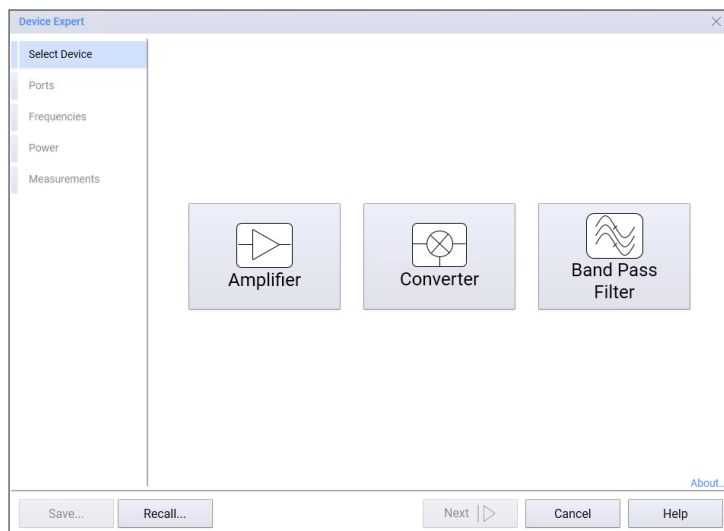 Device Expert
Select Device
Ports
Frequencies
Power
Measurements
Amplifier
Converter
Band Pass
Filter
About...
Save...
Recall...
Next
Cancel
Help